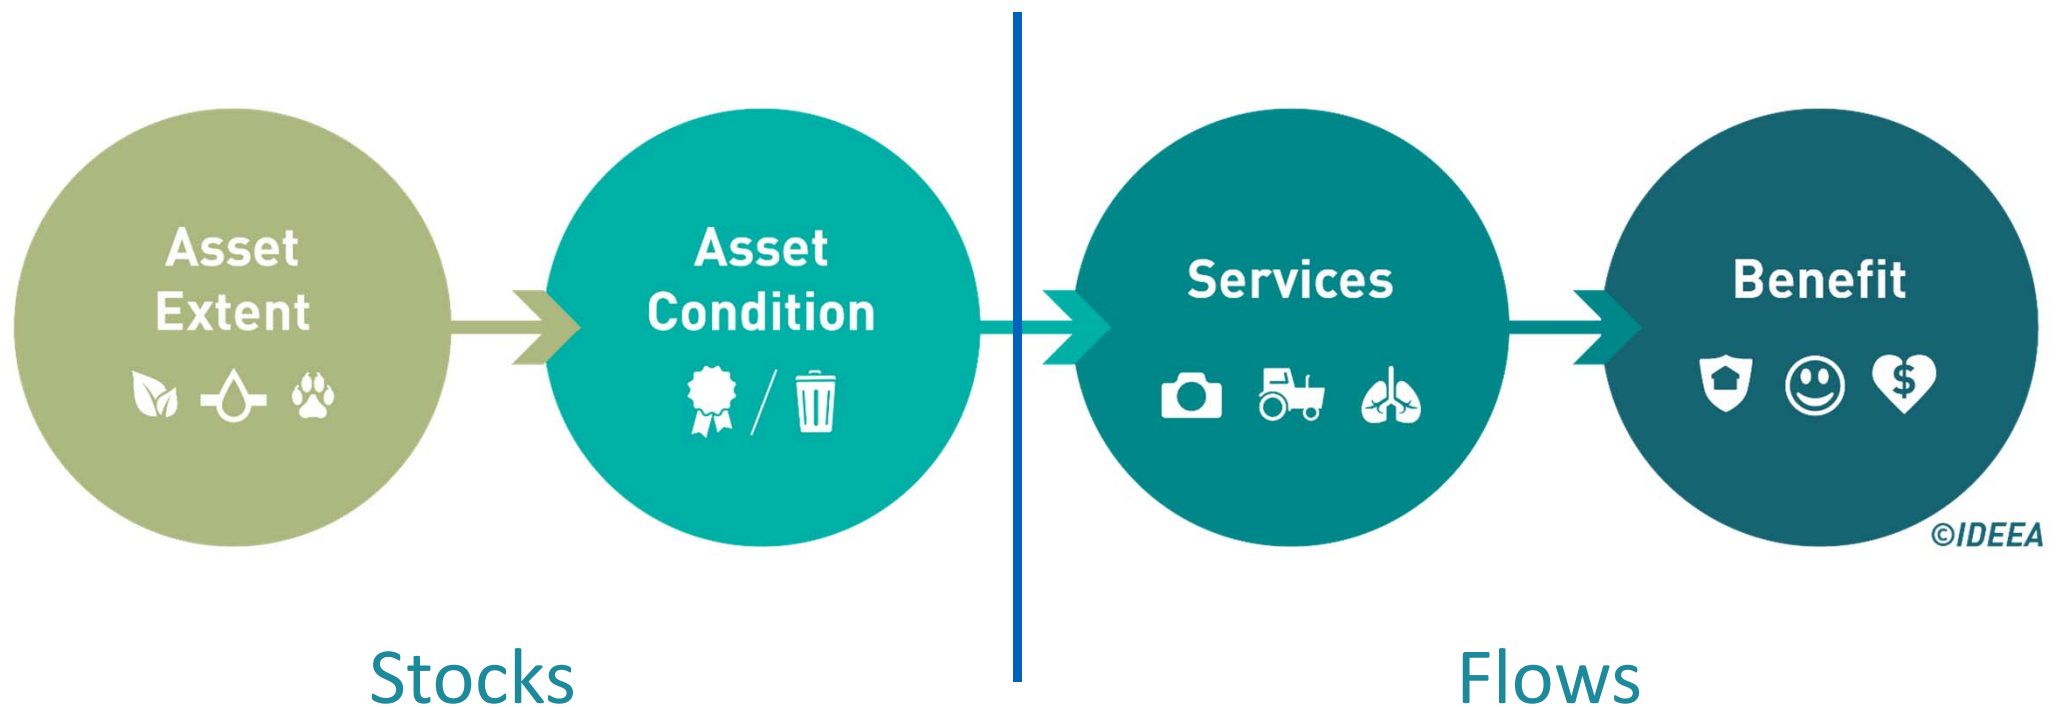 Asset
Extent
Asset
Condition
Services
Benefit
$
©IDEEA
Stocks
Flows